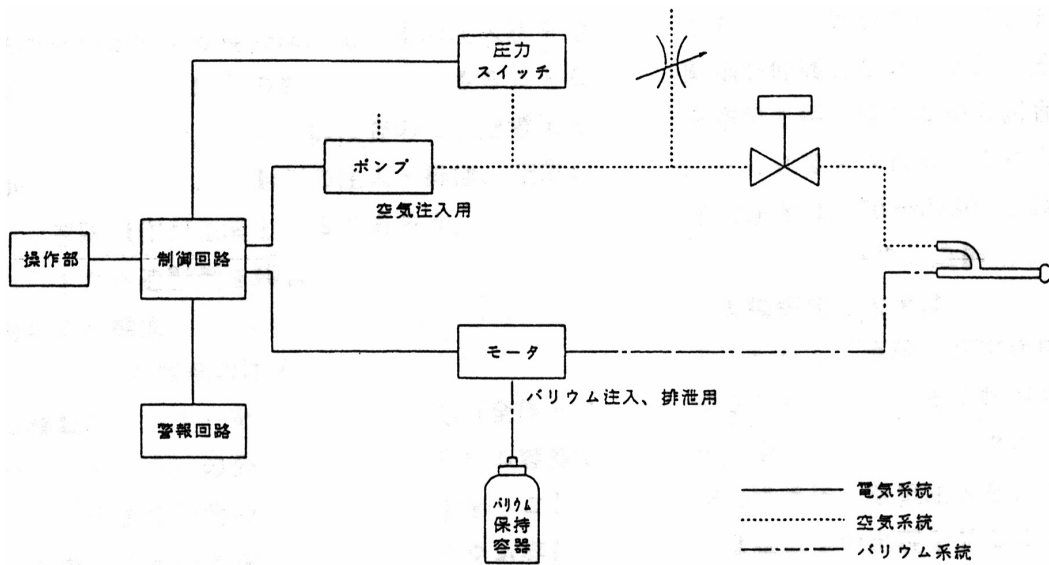 圧力
スイッチ
ポンプ
空気注入用
操作部
制御回路
モータ
バリウム注入、排泄用
警報回路
バリウム
保持
容器
電気系統
空気系統
バリウム系統